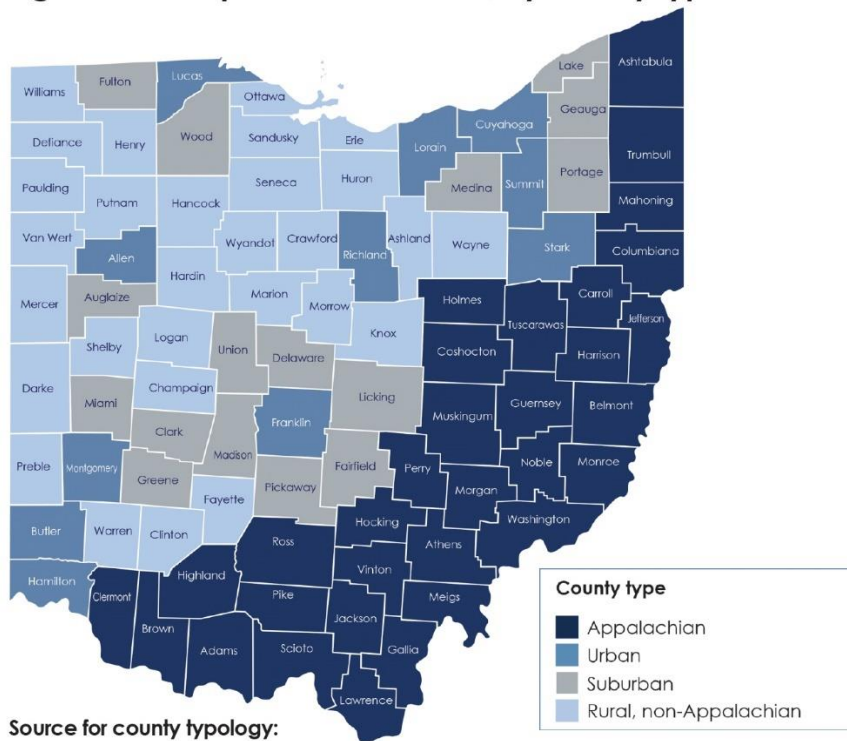 Lake
Ashtabula
Fulton
Lucas
Williams
Ottawa
Geauga
Cuyahoga
Wood
Defiance
Henry
Sandusky
Erie
Lorain
Trumbull
Portage
Paulding
Seneca
Huron
Medina
Summit
Putnam
Hancock
Mahoning
Van Wert
Wyandot
Crawford
Ashland
Wayne
Stark
Columbiana
Allen
Richland
Hardin
Mercer
Auglaize
Marion
Morrow
Holmes
Carroll
Jefferson
Tuscarawas
Logan
Knox
Shelby
Union
Delaware
Coshocton
Harrison
Darke
Champaign
Licking
Miami
Guernsey
Belmont
Franklin
Muskingum
Clark
Madison
Fairfield
Preble
Montgomery
Perry
Noble
Monroe
Greene
Pickaway
Morgan
Fayette
Washington
Butler
Warren
Clinton
Hocking
Ross
Athens
Highland
Vinton
Hamilton
Clermont
Pike
Meigs
Jackson
Brown
Adams
Scioto
Gallia
Lawrence
County type
Appalachian
Urban
Suburban
Rural, non-Appalachian
Source for county typology: